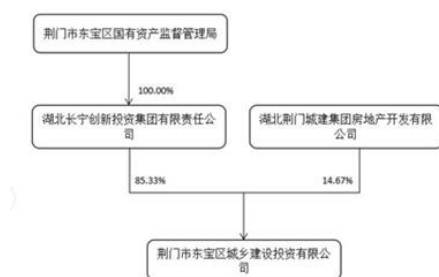 荆门市东宝区国有资产监督管理局
100.00%
湖北长宁创新投资集团有限责任公
司
湖北荆门城建集团房地产开发有限
公司
85.33%
14.67%
荆门市东宝区城乡建设投资有限公
司